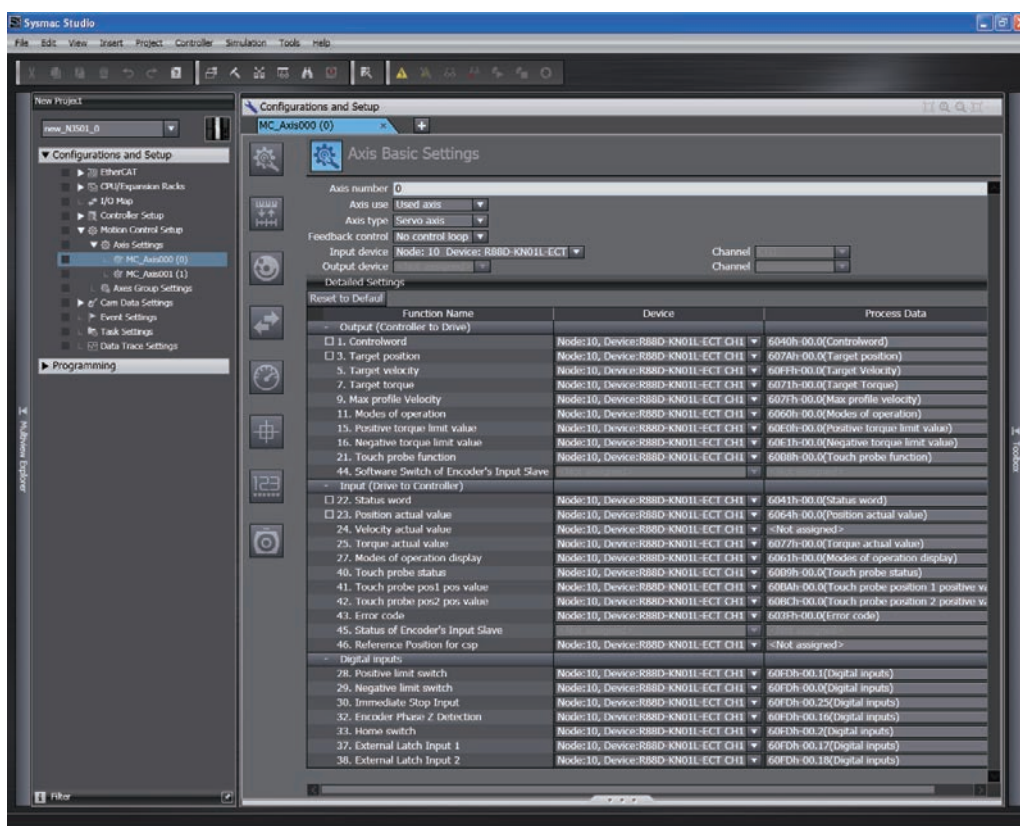 Sysmac Studio
File Edit View Insert Project Controller Simulation Tools Help
New Project
new_NJ501_0
Configurations and Setup
EtherCAT
CPU/Expansion Racks
I/O Map
Controller Setup
Motion Control Setup
Axis Settings
MC_Axis000 (0)
MC_Axis001 (1)
Axes Group Settings
Cam Data Settings
Event Settings
Task Settings
Data Trace Settings
Programming
Filter
Multiview Explorer
Configurations and Setup
MC_Axis000 (0)
Axis Basic Settings
Axis number 0
Axis use Used axis
Axis type Servo axis
Feedback control No control loop
Input device Node: 10 Device: R88D-KN01L-ECT Channel
Output device Channel
Detailed Settings
Reset to Defaul
Function Name Device Process Data
- Output (Controller to Drive)
1. Controlword Node:10, Device:R88D-KN01L-ECT CH1 6040h-00.0(Controlword)
3. Target position Node:10, Device:R88D-KN01L-ECT CH1 607Ah-00.0(Target position)
5. Target velocity Node:10, Device:R88D-KN01L-ECT CH1 60FFh-00.0(Target Velocity)
7. Target torque Node:10, Device:R88D-KN01L-ECT CH1 6071h-00.0(Target Torque)
9. Max profile Velocity Node:10, Device:R88D-KN01L-ECT CH1 607Fh-00.0(Max profile velocity)
11. Modes of operation Node:10, Device:R88D-KN01L-ECT CH1 6060h-00.0(Modes of operation)
15. Positive torque limit value Node:10, Device:R88D-KN01L-ECT CH1 60E0h-00.0(Positive torque limit value)
16. Negative torque limit value Node:10, Device:R88D-KN01L-ECT CH1 60E1h-00.0(Negative torque limit value)
21. Touch probe function Node:10, Device:R88D-KN01L-ECT CH1 60B8h-00.0(Touch probe function)
44. Software Switch of Encoder's Input Slave
- Input (Drive to Controller)
22. Status word Node:10, Device:R88D-KN01L-ECT CH1 6041h-00.0(Status word)
23. Position actual value Node:10, Device:R88D-KN01L-ECT CH1 6064h-00.0(Position actual value)
24. Velocity actual value Node:10, Device:R88D-KN01L-ECT CH1 <Not assigned>
25. Torque actual value Node:10, Device:R88D-KN01L-ECT CH1 6077h-00.0(Torque actual value)
27. Modes of operation display Node:10, Device:R88D-KN01L-ECT CH1 6061h-00.0(Modes of operation display)
40. Touch probe status Node:10, Device:R88D-KN01L-ECT CH1 60B9h-00.0(Touch probe status)
41. Touch probe pos1 pos value Node:10, Device:R88D-KN01L-ECT CH1 60BAh-00.0(Touch probe position 1 positive va
42. Touch probe pos2 pos value Node:10, Device:R88D-KN01L-ECT CH1 60BCh-00.0(Touch probe position 2 positive va
43. Error code Node:10, Device:R88D-KN01L-ECT CH1 603Fh-00.0(Error code)
45. Status of Encoder's Input Slave
46. Reference Position for csp Node:10, Device:R88D-KN01L-ECT CH1 <Not assigned>
- Digital inputs
28. Positive limit switch Node:10, Device:R88D-KN01L-ECT CH1 60FDh-00.1(Digital inputs)
29. Negative limit switch Node:10, Device:R88D-KN01L-ECT CH1 60FDh-00.0(Digital inputs)
30. Immediate Stop Input Node:10, Device:R88D-KN01L-ECT CH1 60FDh-00.25(Digital inputs)
32. Encoder Phase Z Detection Node:10, Device:R88D-KN01L-ECT CH1 60FDh-00.16(Digital inputs)
33. Home switch Node:10, Device:R88D-KN01L-ECT CH1 60FDh-00.2(Digital inputs)
37. External Latch Input 1 Node:10, Device:R88D-KN01L-ECT CH1 60FDh-00.17(Digital inputs)
38. External Latch Input 2 Node:10, Device:R88D-KN01L-ECT CH1 60FDh-00.18(Digital inputs)
Toolbox